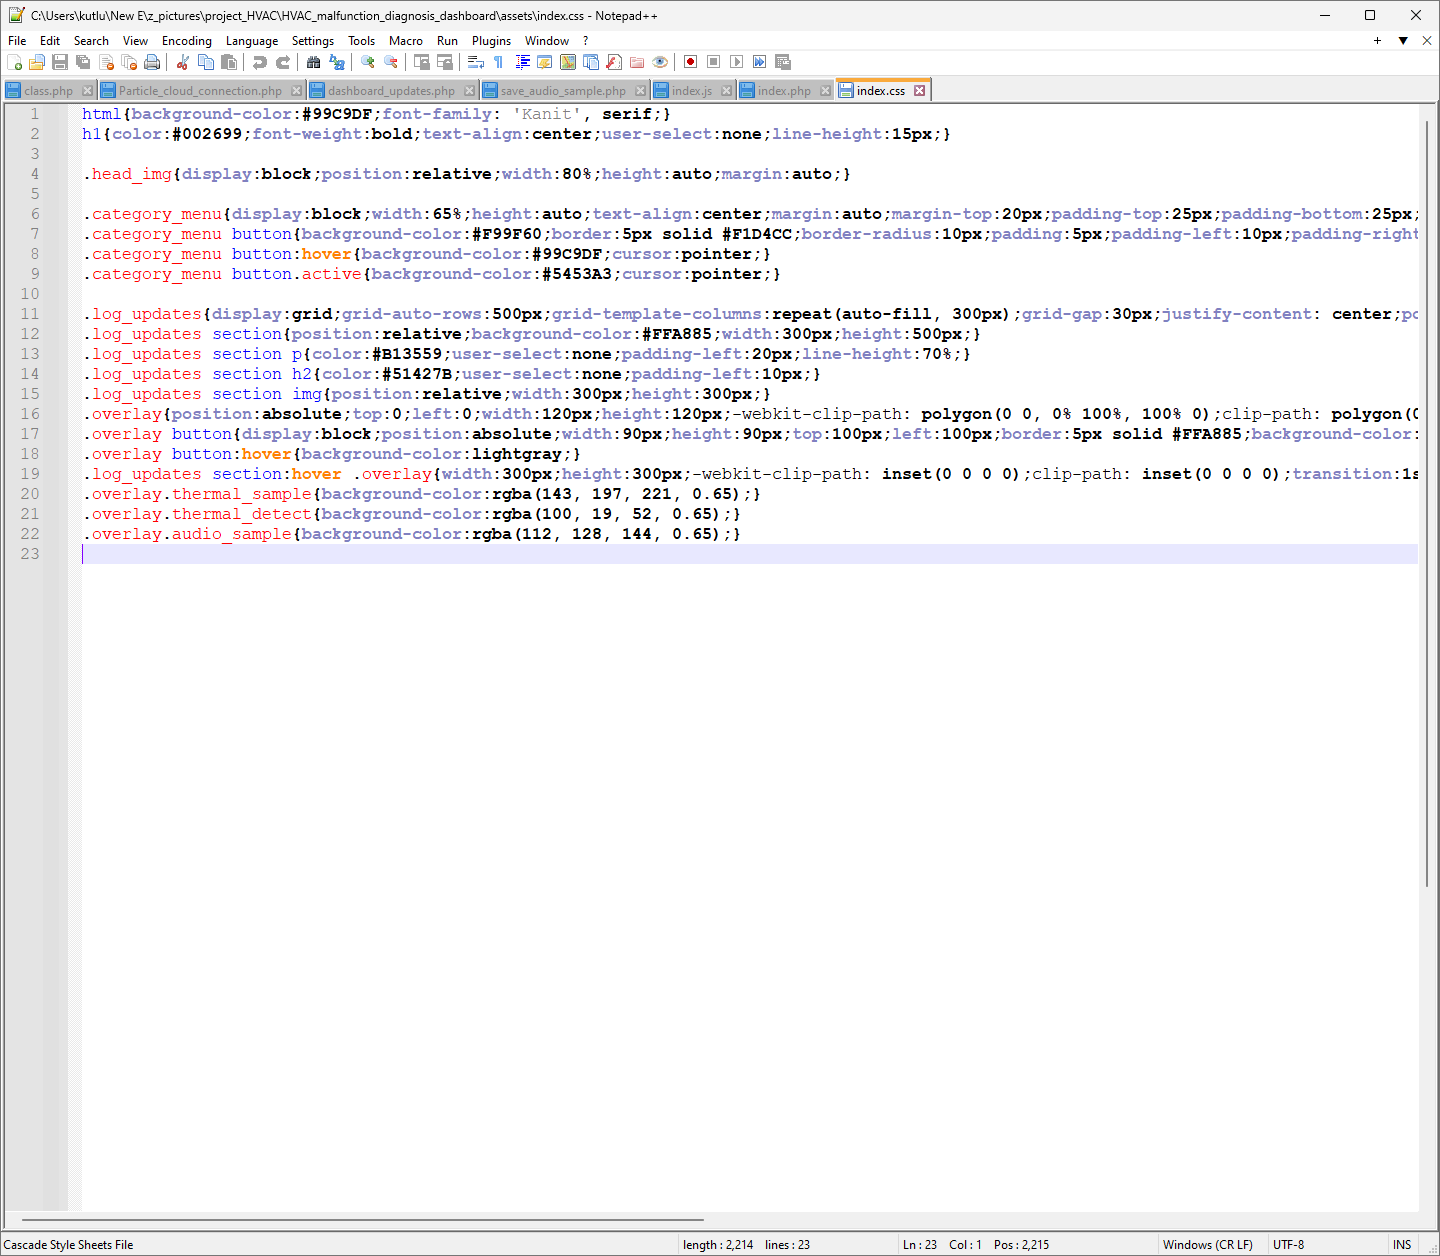 C:\Users\kutlu\New E\z_pictures\project_HVAC\HVAC_malfunction_diagnosis_dashboard\assets\index.css - Notepad++
File Edit Search View Encoding Language Settings Tools Macro Run Plugins Window ?
class.php Particle_cloud_connection.php dashboard_updates.php save_audio_sample.php index.js index.php index.css
1 html{background-color:#99C9DF;font-family: 'Kanit', serif;}
2 h1{color:#002699;font-weight:bold;text-align:center;user-select:none;line-height:15px;}
3
4 .head_img{display:block;position:relative;width:80%;height:auto;margin:auto;}
5
6 .category_menu{display:block;width:65%;height:auto;text-align:center;margin:auto;margin-top:20px;padding-top:25px;padding-bottom:25px;
7 .category_menu button{background-color:#F99F60;border:5px solid #F1D4CC;border-radius:10px;padding:5px;padding-left:10px;padding-right
8 .category_menu button:hover{background-color:#99C9DF;cursor:pointer;}
9 .category_menu button.active{background-color:#5453A3;cursor:pointer;}
10
11 .log_updates{display:grid;grid-auto-rows:500px;grid-template-columns:repeat(auto-fill, 300px);grid-gap:30px;justify-content: center;po
12 .log_updates section{position:relative;background-color:#FFA885;width:300px;height:500px;}
13 .log_updates section p{color:#B13559;user-select:none;padding-left:20px;line-height:70%;}
14 .log_updates section h2{color:#51427B;user-select:none;padding-left:10px;}
15 .log_updates section img{position:relative;width:300px;height:300px;}
16 .overlay{position:absolute;top:0;left:0;width:120px;height:120px;-webkit-clip-path: polygon(0 0, 0% 100%, 100% 0);clip-path: polygon(0
17 .overlay button{display:block;position:absolute;width:90px;height:90px;top:100px;left:100px;border:5px solid #FFA885;background-color:
18 .overlay button:hover{background-color:lightgray;}
19 .log_updates section:hover .overlay{width:300px;height:300px;-webkit-clip-path: inset(0 0 0 0);clip-path: inset(0 0 0 0);transition:1s
20 .overlay.thermal_sample{background-color:rgba(143, 197, 221, 0.65);}
21 .overlay.thermal_detect{background-color:rgba(100, 19, 52, 0.65);}
22 .overlay.audio_sample{background-color:rgba(112, 128, 144, 0.65);}
23
Cascade Style Sheets File length : 2,214 lines : 23 Ln : 23 Col : 1 Pos : 2,215 Windows (CR LF) UTF-8 INS